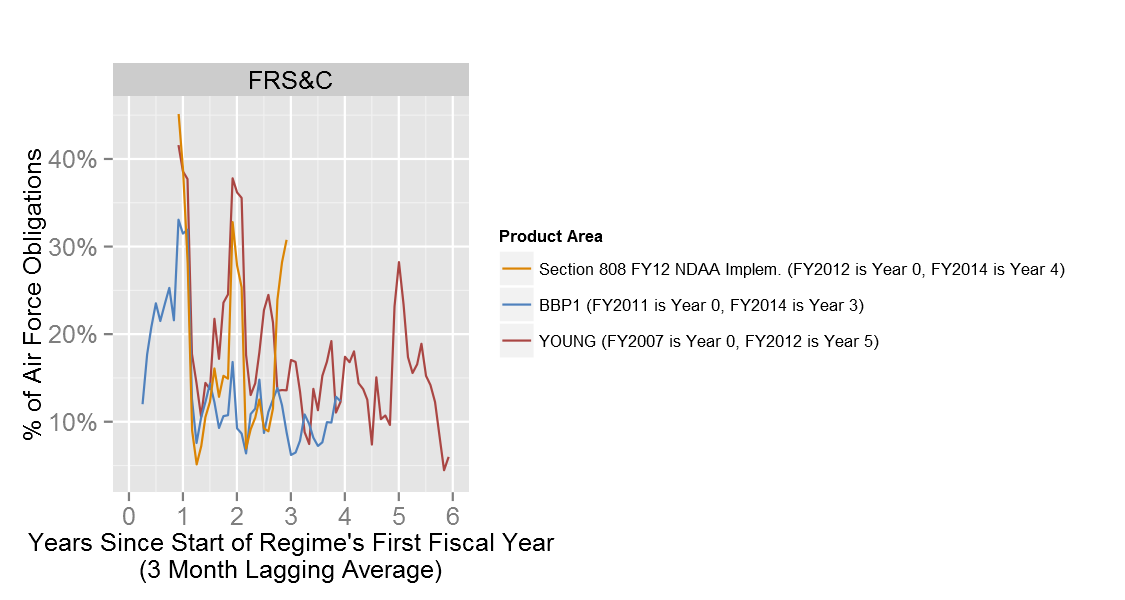 FRS&C
% of Air Force Obligations
40%
30%
20%
10%
0 1 2 3 4 5 6
Years Since Start of Regime's First Fiscal Year
(3 Month Lagging Average)
Product Area
Section 808 FY12 NDAA Implem. (FY2012 is Year 0, FY2014 is Year 4)
BBP1 (FY2011 is Year 0, FY2014 is Year 3)
YOUNG (FY2007 is Year 0, FY2012 is Year 5)